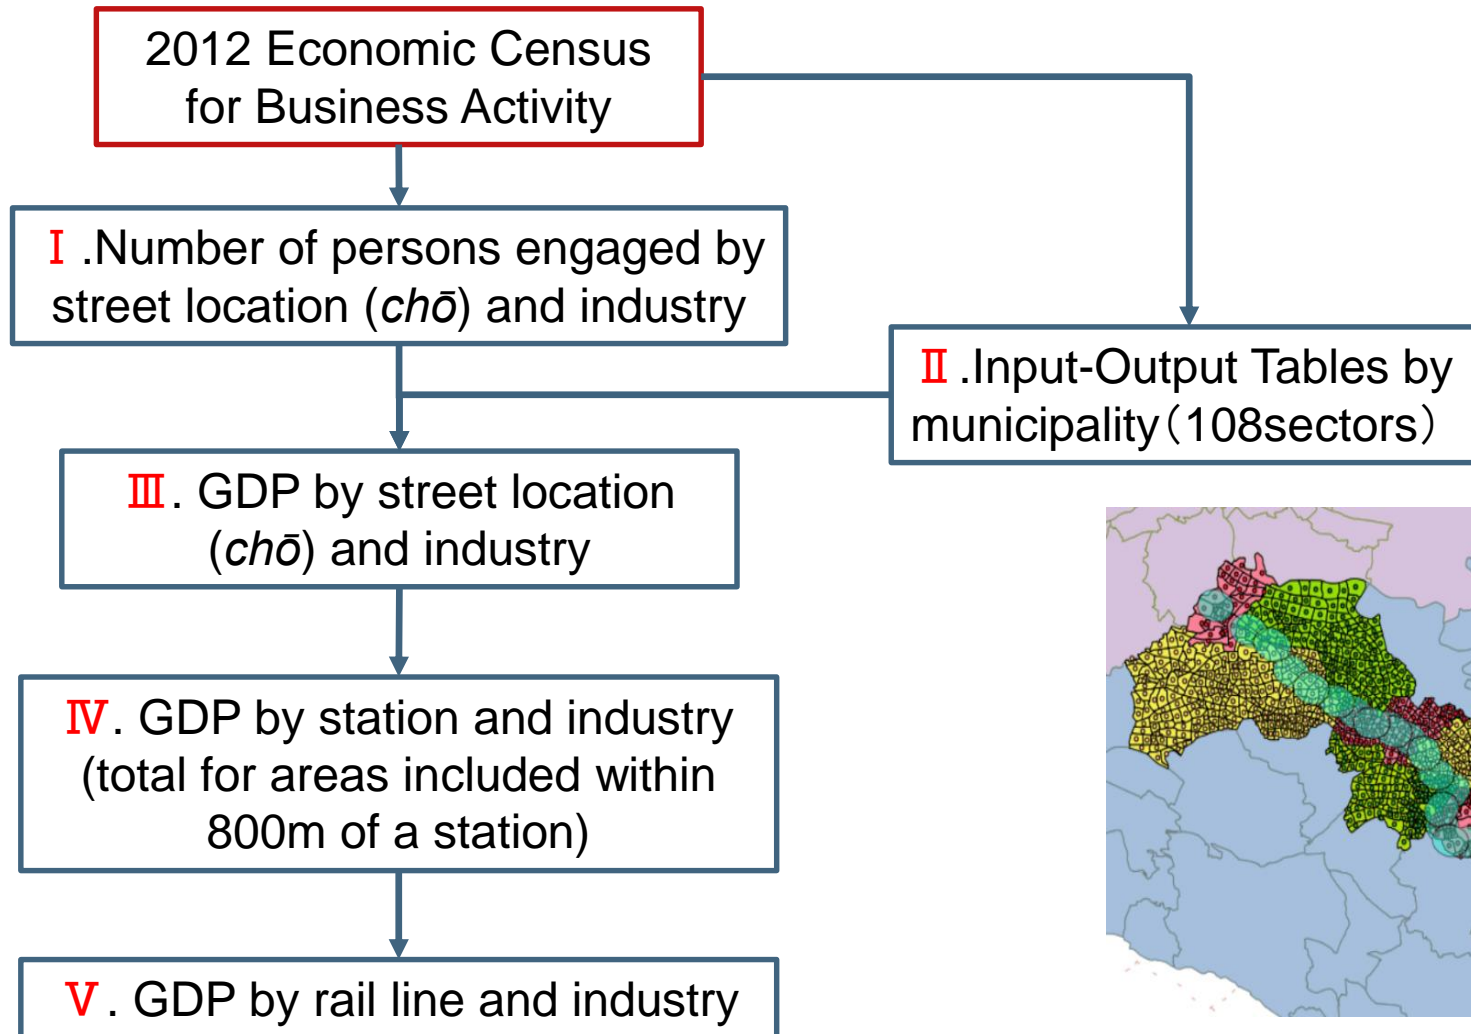 2012 Economic Census
for Business Activity
Ⅰ.Number of persons engaged by
street location (chō) and industry
Ⅱ.Input-Output Tables by
municipality（108sectors）
Ⅲ. GDP by street location
(chō) and industry
Ⅳ. GDP by station and industry
(total for areas included within
800m of a station)
Ⅴ. GDP by rail line and industry